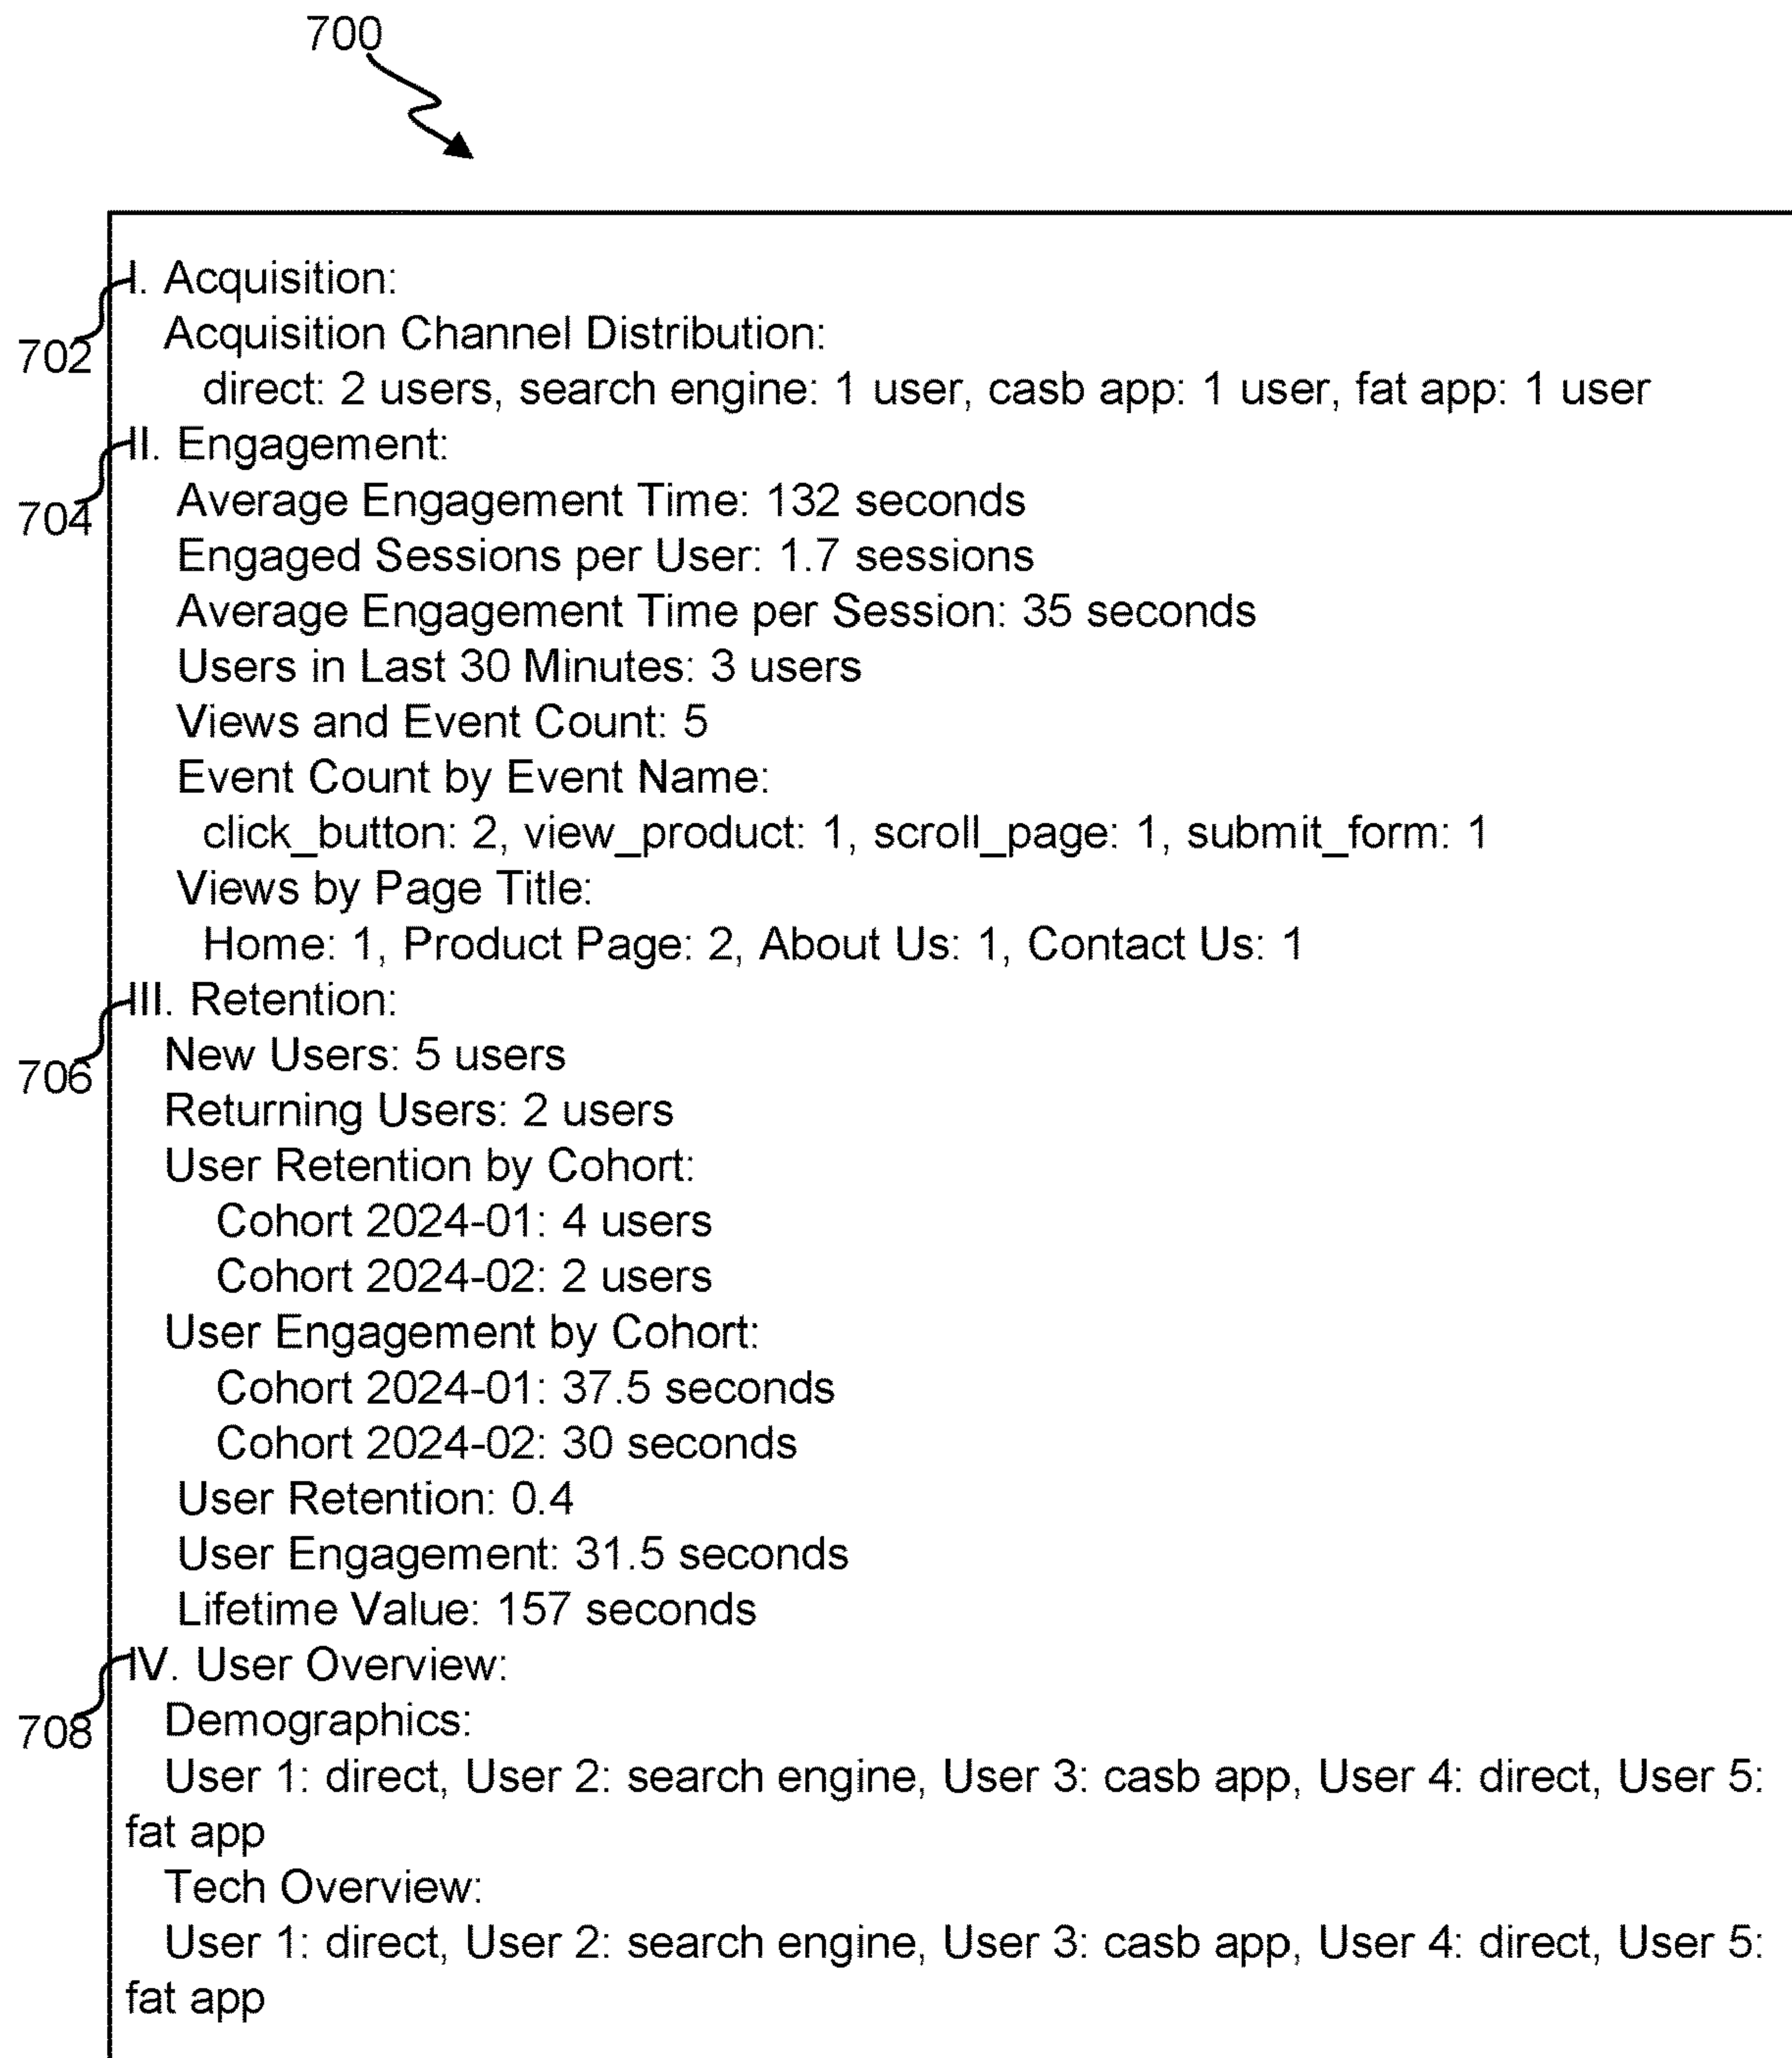 700
I. Acquisition:
702
Acquisition Channel Distribution:
direct: 2 users, search engine: 1 user, casb app: 1 user, fat app: 1 user
II. Engagement:
704
Average Engagement Time: 132 seconds
Engaged Sessions per User: 1.7 sessions
Average Engagement Time per Session: 35 seconds
Users in Last 30 Minutes: 3 users
Views and Event Count: 5
Event Count by Event Name:
click_button: 2, view_product: 1, scroll_page: 1, submit_form: 1
Views by Page Title:
Home: 1, Product Page: 2, About Us: 1, Contact Us: 1
III. Retention:
706
New Users: 5 users
Returning Users: 2 users
User Retention by Cohort:
Cohort 2024-01: 4 users
Cohort 2024-02: 2 users
User Engagement by Cohort:
Cohort 2024-01: 37.5 seconds
Cohort 2024-02: 30 seconds
User Retention: 0.4
User Engagement: 31.5 seconds
Lifetime Value: 157 seconds
IV. User Overview:
708
Demographics:
User 1: direct, User 2: search engine, User 3: casb app, User 4: direct, User 5:
fat app
Tech Overview:
User 1: direct, User 2: search engine, User 3: casb app, User 4: direct, User 5:
fat app